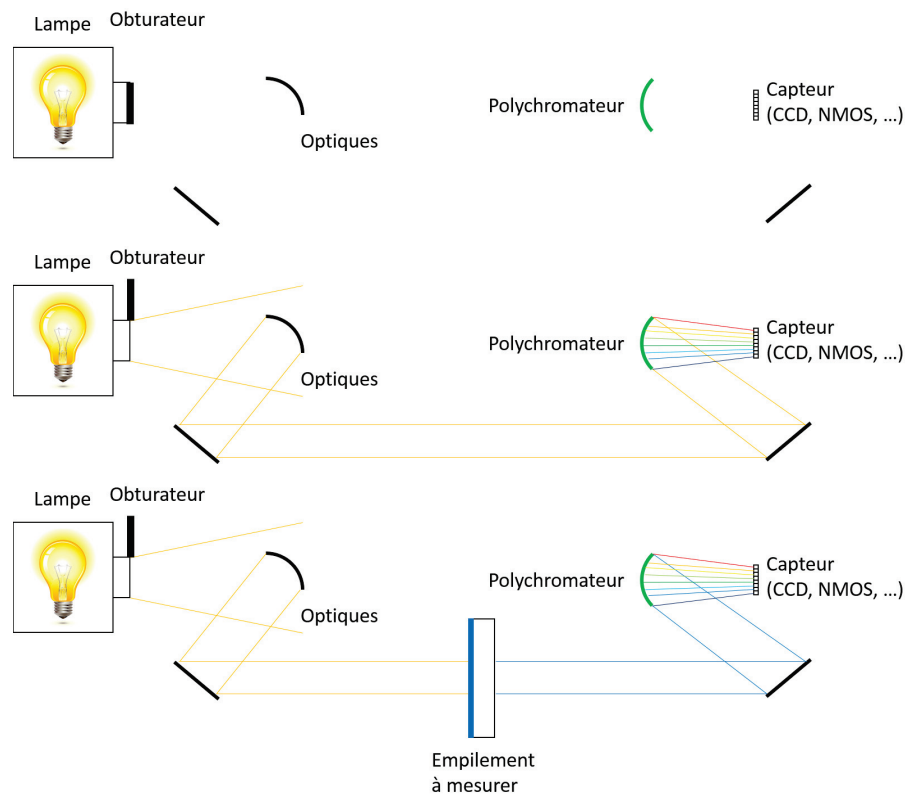 Lampe
Obturateur
Optiques
Polychromateur
Capteur
(CCD, NMOS, ...)
Lampe
Obturateur
Optiques
Polychromateur
Capteur
(CCD, NMOS, ...)
Lampe
Obturateur
Optiques
Polychromateur
Capteur
(CCD, NMOS, ...)
Empilement
à mesurer